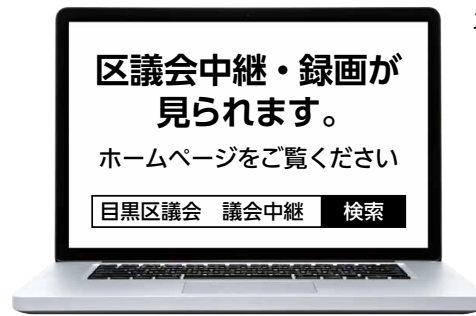 区議会中継・録画が
見られます。
ホームページをご覧ください
目黒区議会　議会中継　検索